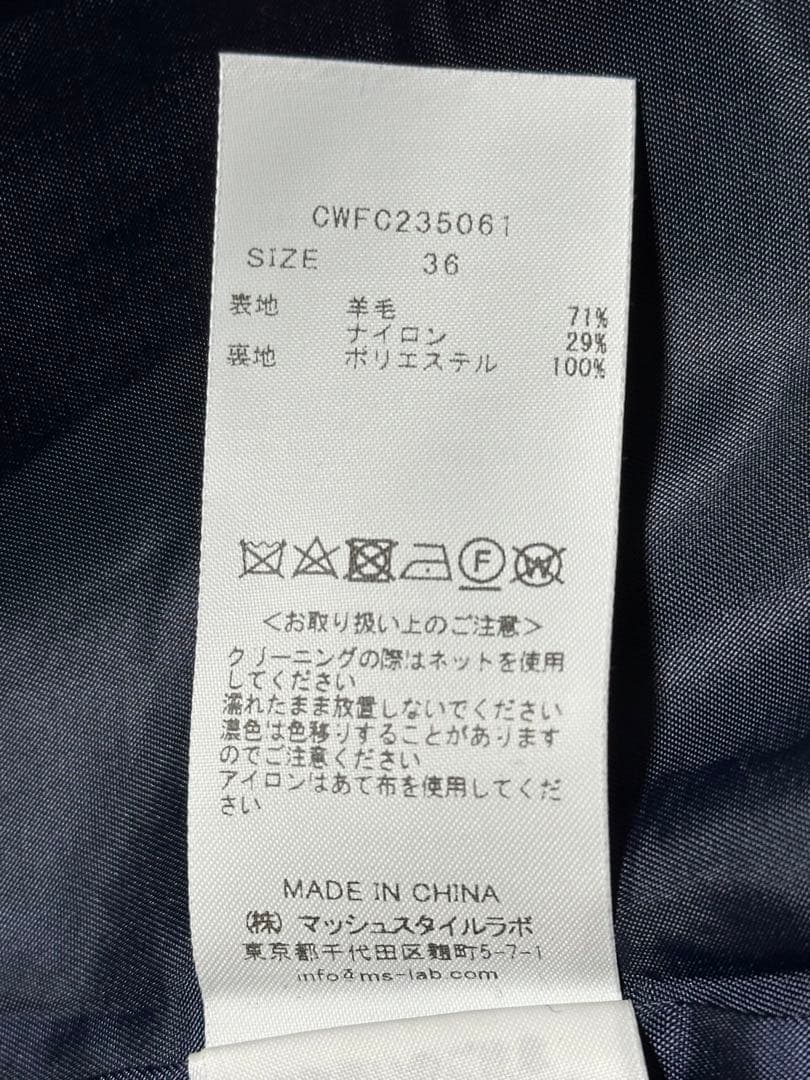 CWFC235061
SIZE 36
表地 羊毛 71%
ナイロン 29%
裏地 ポリエステル 100%
F W
<お取り扱い上のご注意>
クリーニングの際はネットを使用
してください
濡れたまま放置しないでください
濃色は色移りすることがあります
のでご注意ください
アイロンはあて布を使用してくだ
さい
MADE IN CHINA
(株) マッシュスタイルラボ
東京都千代田区麹町5-7-1
info@ms-lab.com